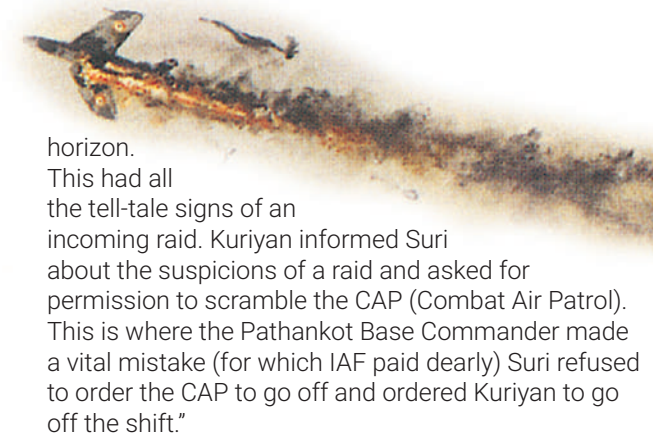 horizon.
This had all
the tell-tale signs of an
incoming raid. Kuriyan informed Suri
about the suspicions of a raid and asked for
permission to scramble the CAP (Combat Air Patrol).
This is where the Pathankot Base Commander made
a vital mistake (for which IAF paid dearly) Suri refused
to order the CAP to go off and ordered Kuriyan to go
off the shift.”